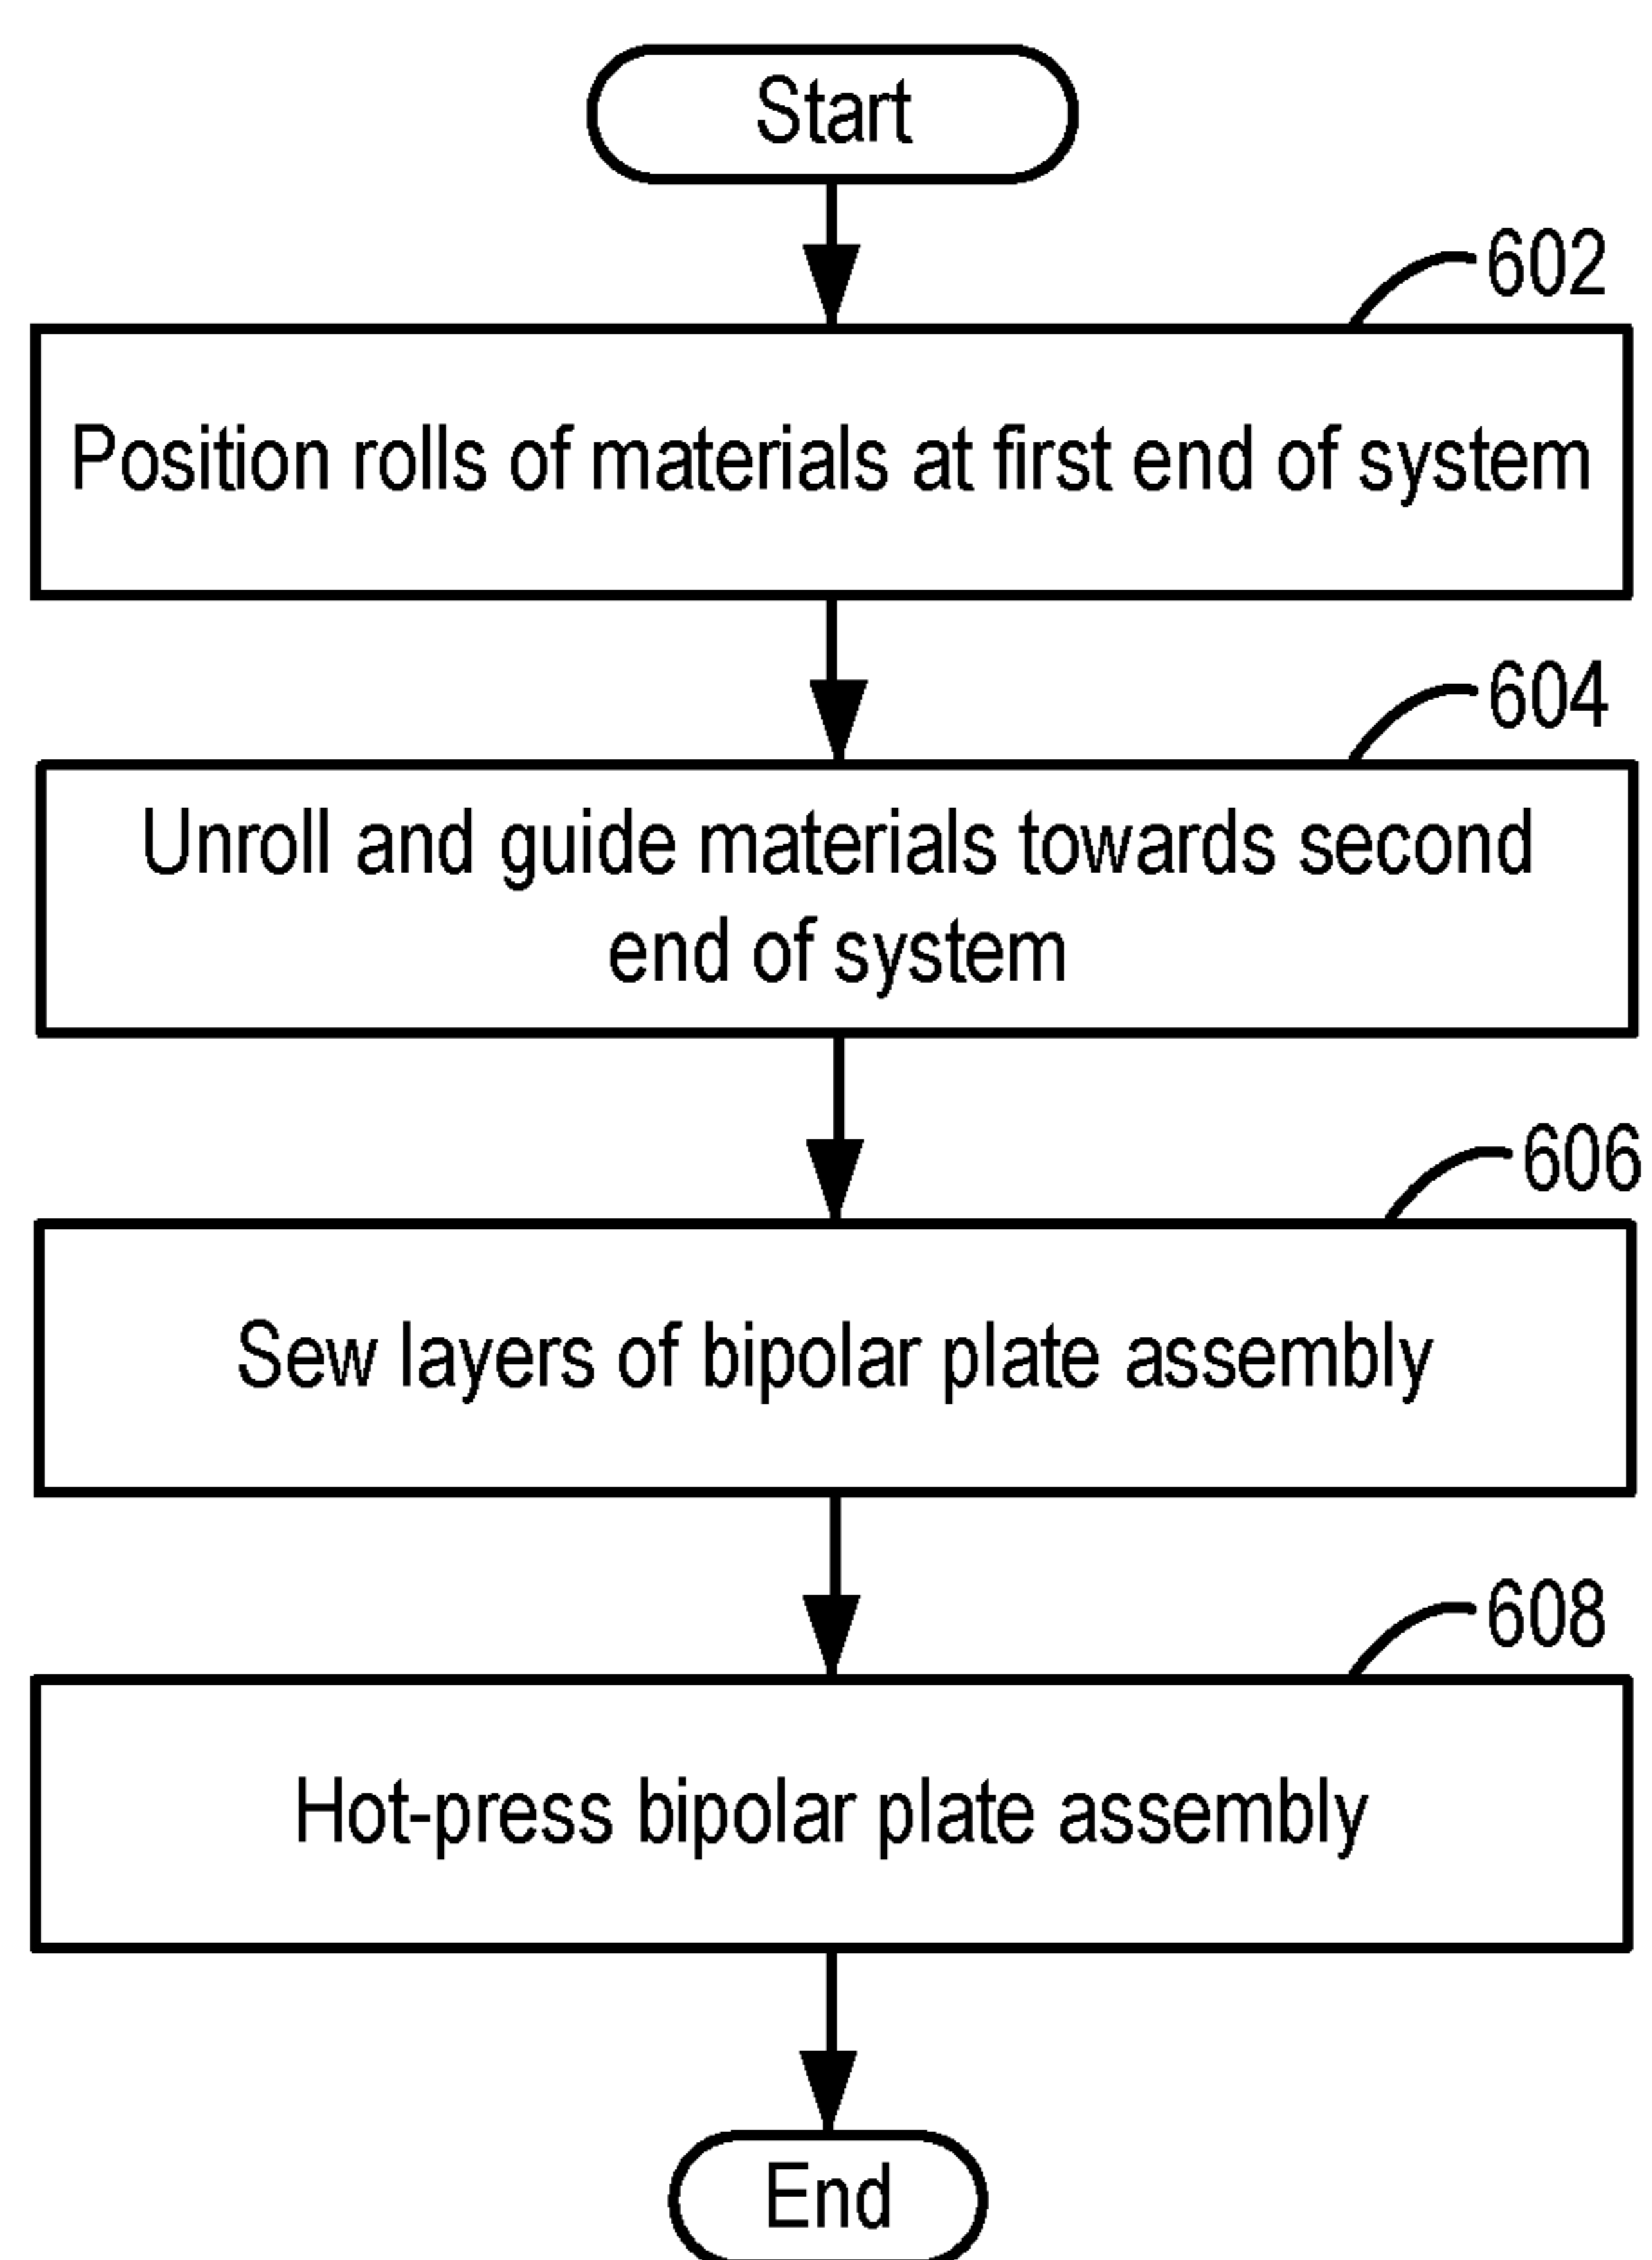 Start
602
Position rolls of materials at first end of system
604
Unroll and guide materials towards second
end of system
606
Sew layers of bipolar plate assembly
608
Hot-press bipolar plate assembly
End